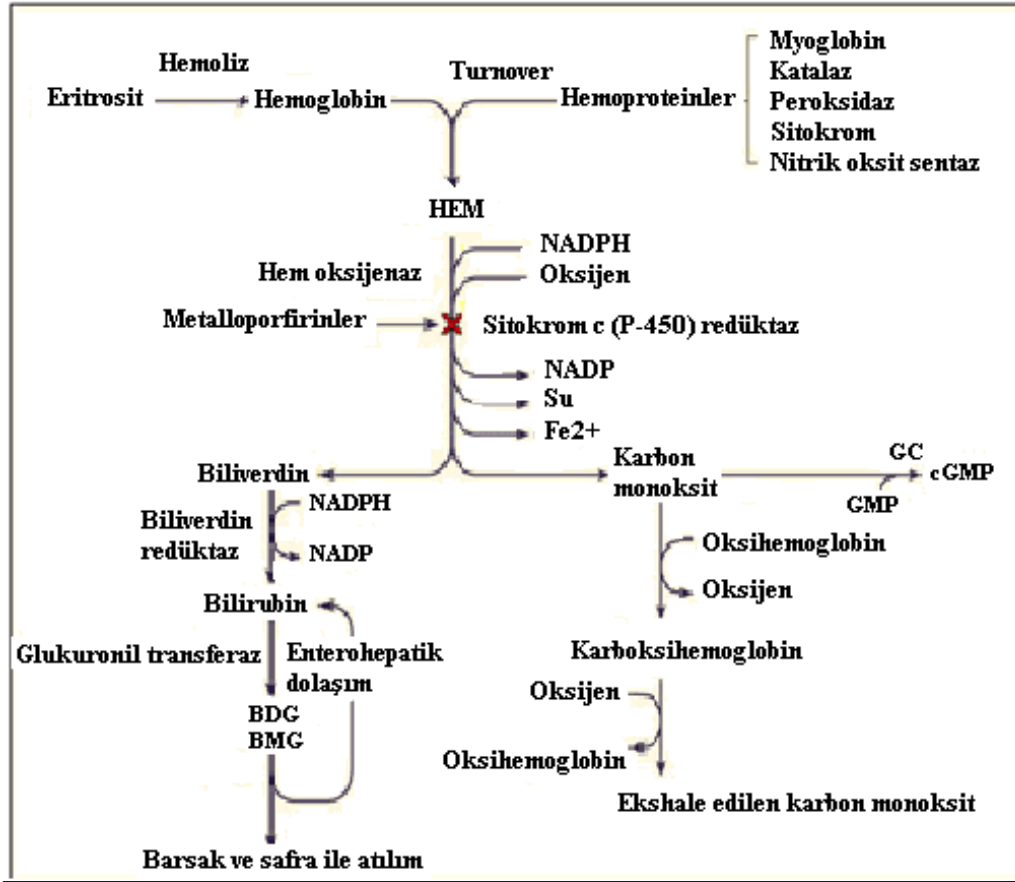 Hemoliz
Eritrosit
Hemoglobin
Turnover
Hemoproteinler
Myoglobin
Katalaz
Peroksidaz
Sitokrom
Nitrik oksit sentaz
HEM
Hem oksijenaz
NADPH
Oksijen
Metalloporfirinler
Sitokrom c (P-450) redüktaz
NADP
Su
Fe2+
Biliverdin
Karbon
monoksit
GC
cGMP
GMP
Biliverdin
redüktaz
NADPH
NADP
Oksihemoglobin
Oksijen
Bilirubin
Glukuronil transferaz
Enterohepatik
dolaşım
Karboksihemoglobin
BDG
BMG
Oksijen
Oksihemoglobin
Ekshale edilen karbon monoksit
Barsak ve safra ile atılım